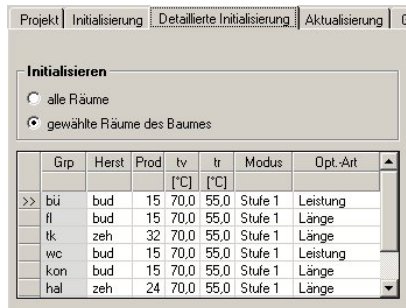 Projekt Initialisierung Detaillierte Initialisierung Aktualisierung
Initialisieren
alle Räume
gewählte Räume des Baumes
Grp Herst Prod tv tr Modus Opt.-Art
[°C] [°C]
>> bü bud 15 70,0 55,0 Stufe 1 Leistung
fl bud 15 70,0 55,0 Stufe 1 Länge
tk zeh 32 70,0 55,0 Stufe 1 Länge
wc bud 15 70,0 55,0 Stufe 1 Leistung
kon bud 15 70,0 55,0 Stufe 1 Länge
hal zeh 24 70,0 55,0 Stufe 1 Länge